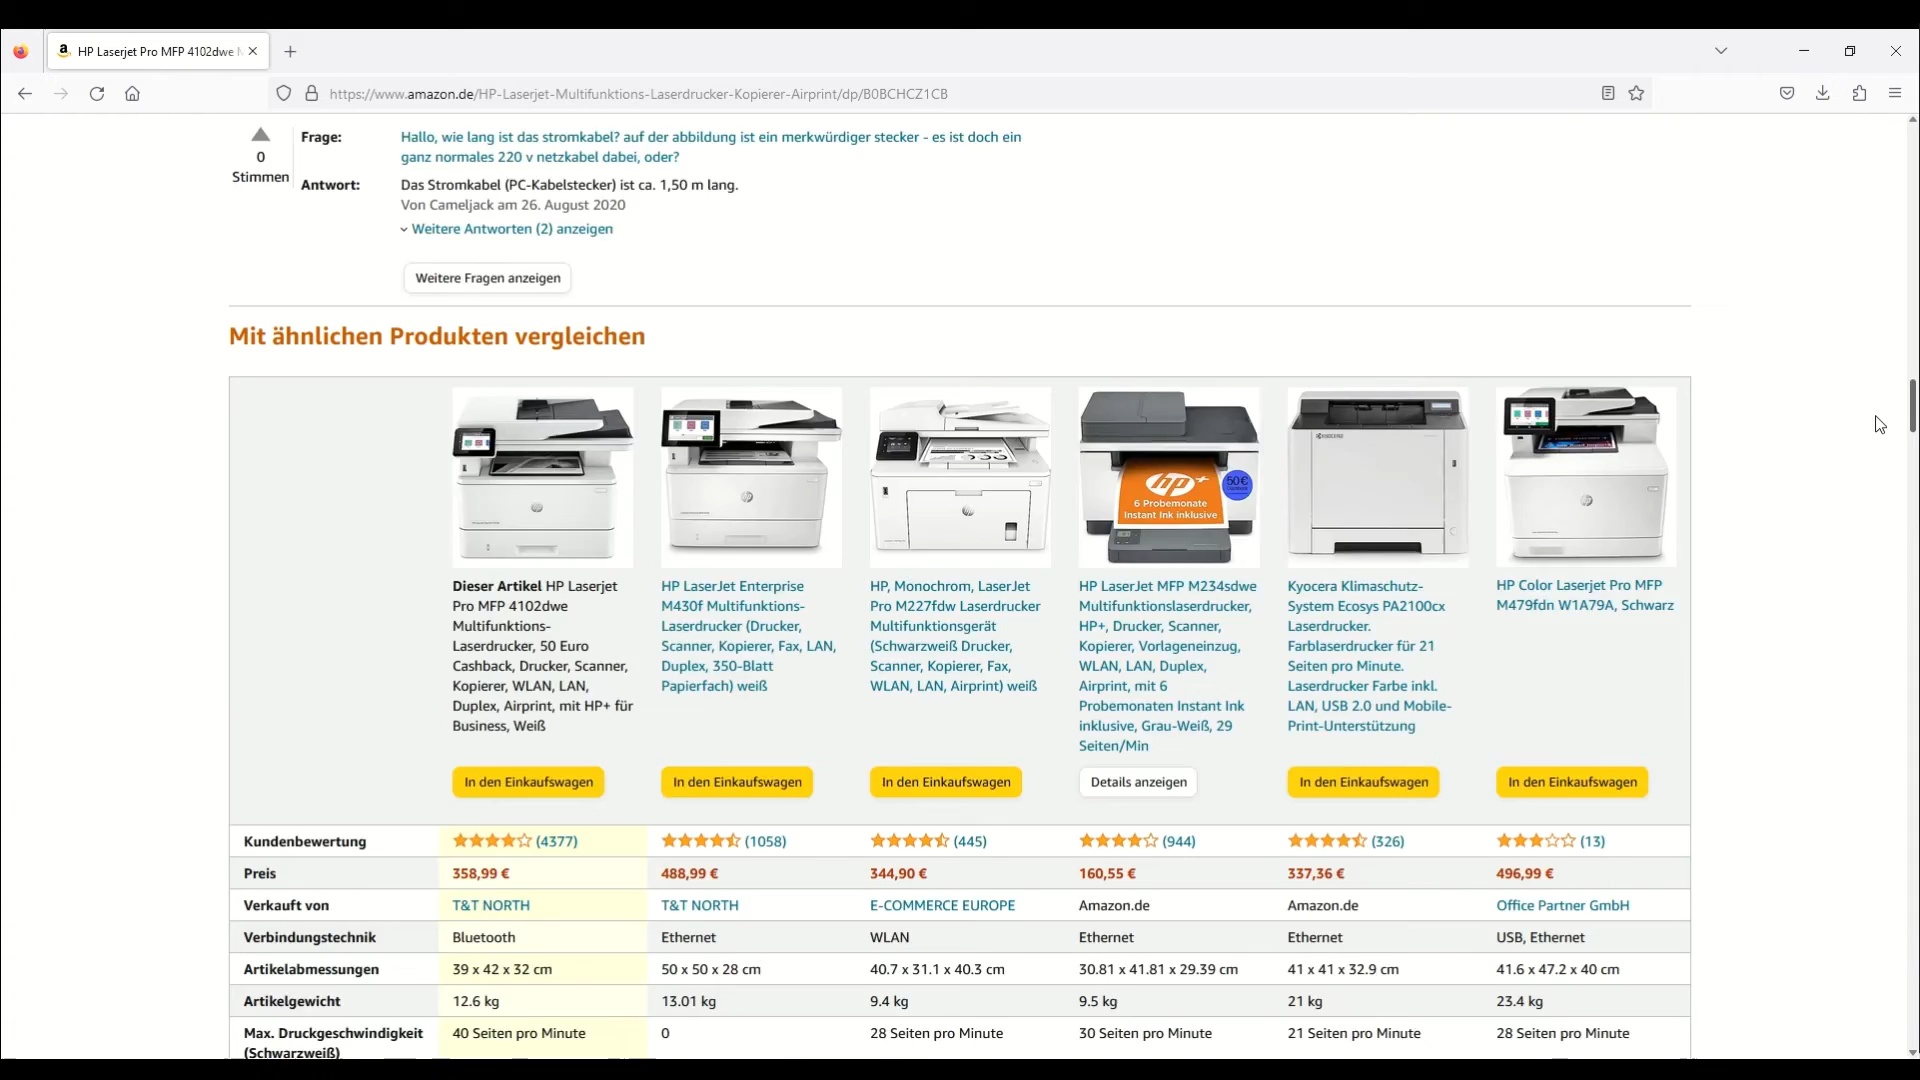 HP Laserjet Pro MFP 4102dwe
https://www.amazon.de/HP-Laserjet-Multifunktions-Laserdrucker-Kopierer-Airprint/dp/B0BCHCZ1CB
0
Stimmen
Frage:
Hallo, wie lang ist das stromkabel? auf der abbildung ist ein merkwürdiger stecker - es ist doch ein
ganz normales 220 v netzkabel dabei, oder?
Antwort:
Das Stromkabel (PC-Kabelstecker) ist ca. 1,50 m lang.
Von Cameljack am 26. August 2020
Weitere Antworten (2) anzeigen
Weitere Fragen anzeigen
Mit ähnlichen Produkten vergleichen
hp+
50€
6 Probemonate
Instant Ink inklusive
KYOCERA
Dieser Artikel HP Laserjet
Pro MFP 4102dwe
Multifunktions-
Laserdrucker, 50 Euro
Cashback, Drucker, Scanner,
Kopierer, WLAN, LAN,
Duplex, Airprint, mit HP+ für
Business, Weiß
HP LaserJet Enterprise
M430f Multifunktions-
Laserdrucker (Drucker,
Scanner, Kopierer, Fax, LAN,
Duplex, 350-Blatt
Papierfach) weiß
HP, Monochrom, LaserJet
Pro M227fdw Laserdrucker
Multifunktionsgerät
(Schwarzweiß Drucker,
Scanner, Kopierer, Fax,
WLAN, LAN, Airprint) weiß
HP LaserJet MFP M234sdwe
Multifunktionslaserdrucker,
HP+, Drucker, Scanner,
Kopierer, Vorlageneinzug,
WLAN, LAN, Duplex,
Airprint, mit 6
Probemonaten Instant Ink
inklusive, Grau-Weiß, 29
Seiten/Min
Kyocera Klimaschutz-
System Ecosys PA2100cx
Laserdrucker.
Farblaserdrucker für 21
Seiten pro Minute.
Laserdrucker Farbe inkl.
LAN, USB 2.0 und Mobile-
Print-Unterstützung
HP Color Laserjet Pro MFP
M479fdn W1A79A, Schwarz
In den Einkaufswagen In den Einkaufswagen In den Einkaufswagen Details anzeigen In den Einkaufswagen In den Einkaufswagen
Kundenbewertung (4377) (1058) (445) (944) (326) (13)
Preis 358,99 € 488,99 € 344,90 € 160,55 € 337,36 € 496,99 €
Verkauft von T&T NORTH T&T NORTH E-COMMERCE EUROPE Amazon.de Amazon.de Office Partner GmbH
Verbindungstechnik Bluetooth Ethernet WLAN Ethernet Ethernet USB, Ethernet
Artikelabmessungen 39 x 42 x 32 cm 50 x 50 x 28 cm 40.7 x 31.1 x 40.3 cm 30.81 x 41.81 x 29.39 cm 41 x 41 x 32.9 cm 41.6 x 47.2 x 40 cm
Artikelgewicht 12.6 kg 13.01 kg 9.4 kg 9.5 kg 21 kg 23.4 kg
Max. Druckgeschwindigkeit 40 Seiten pro Minute 0 28 Seiten pro Minute 30 Seiten pro Minute 21 Seiten pro Minute 28 Seiten pro Minute
(Schwarzweiß)